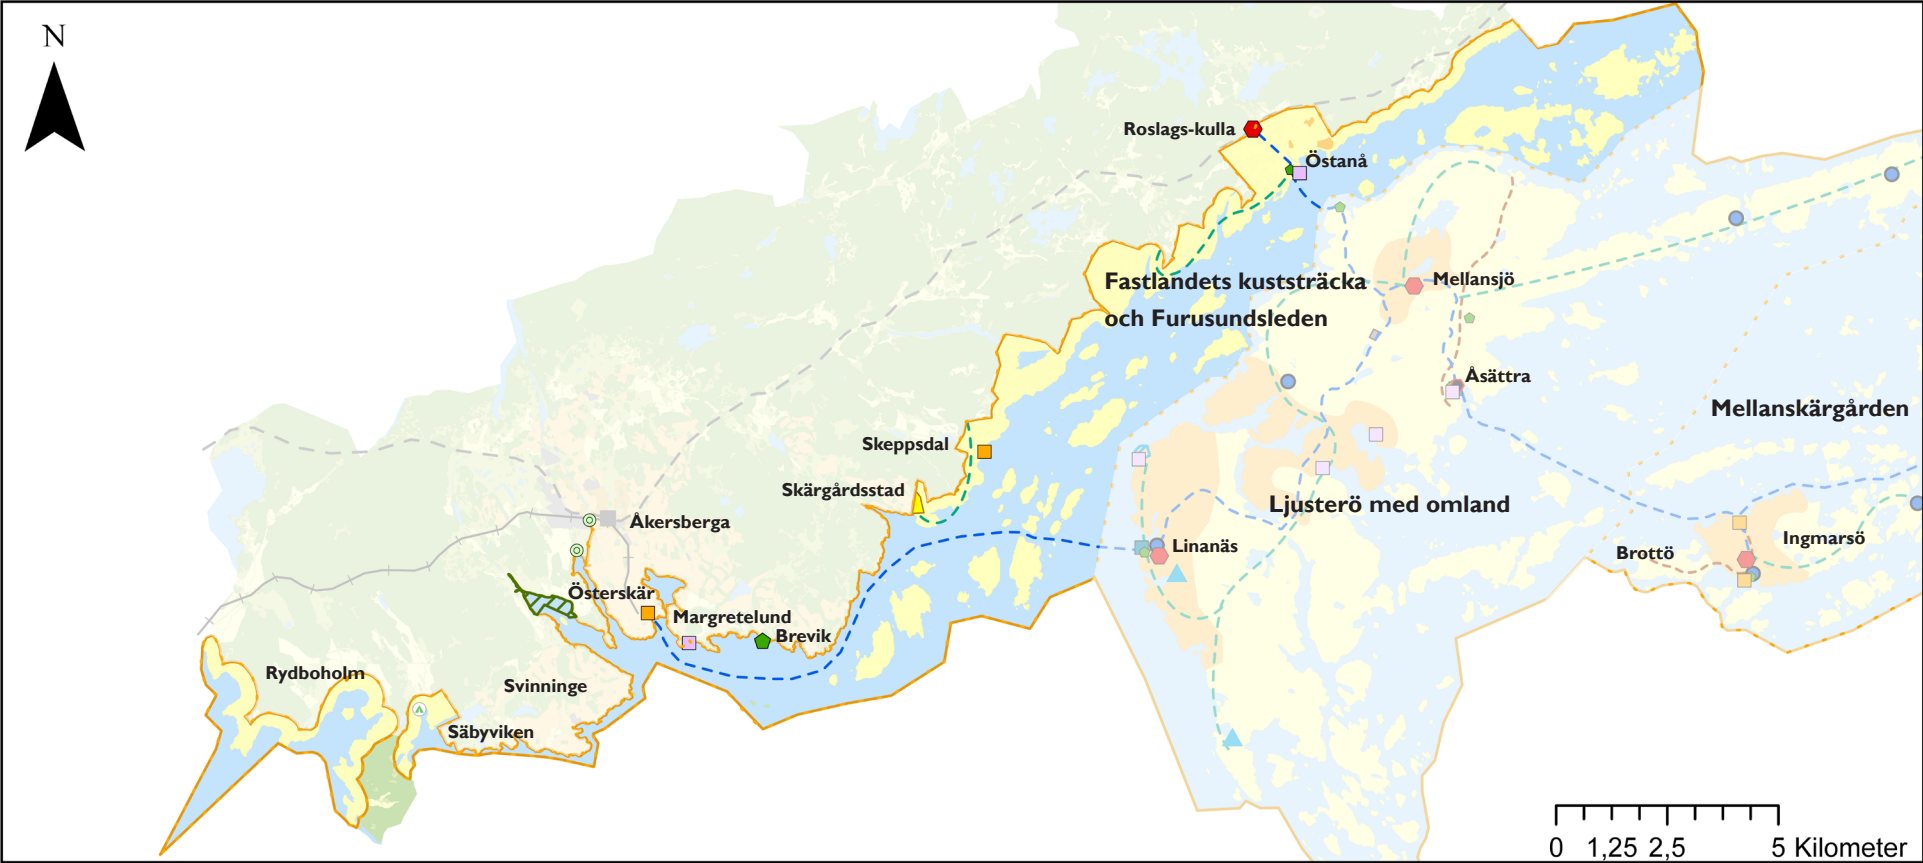 N
Roslags-kulla
Östanå
Fastlandets kuststräcka
och Furusundsleden
Mellansjö
Åsättra
Mellanskärgården
Skeppsdal
Skärgårdsstad
Ljusterö med omland
Åkersberga
Linanäs
Ingmarsö
Brottö
Österskär
Margretelund
Brevik
Rydboholm
Svinninge
Säbyviken
0 1,25 2,5 5 Kilometer